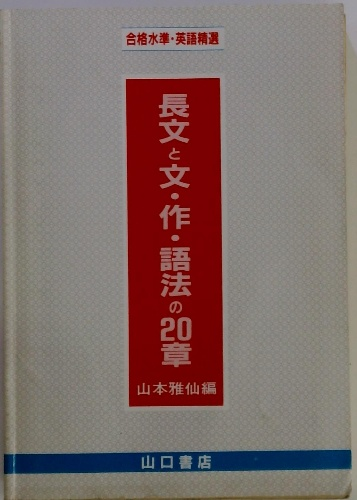 合格水準・英語精選
長文と文・作・語法の20章
山本雅仙編
山口書店